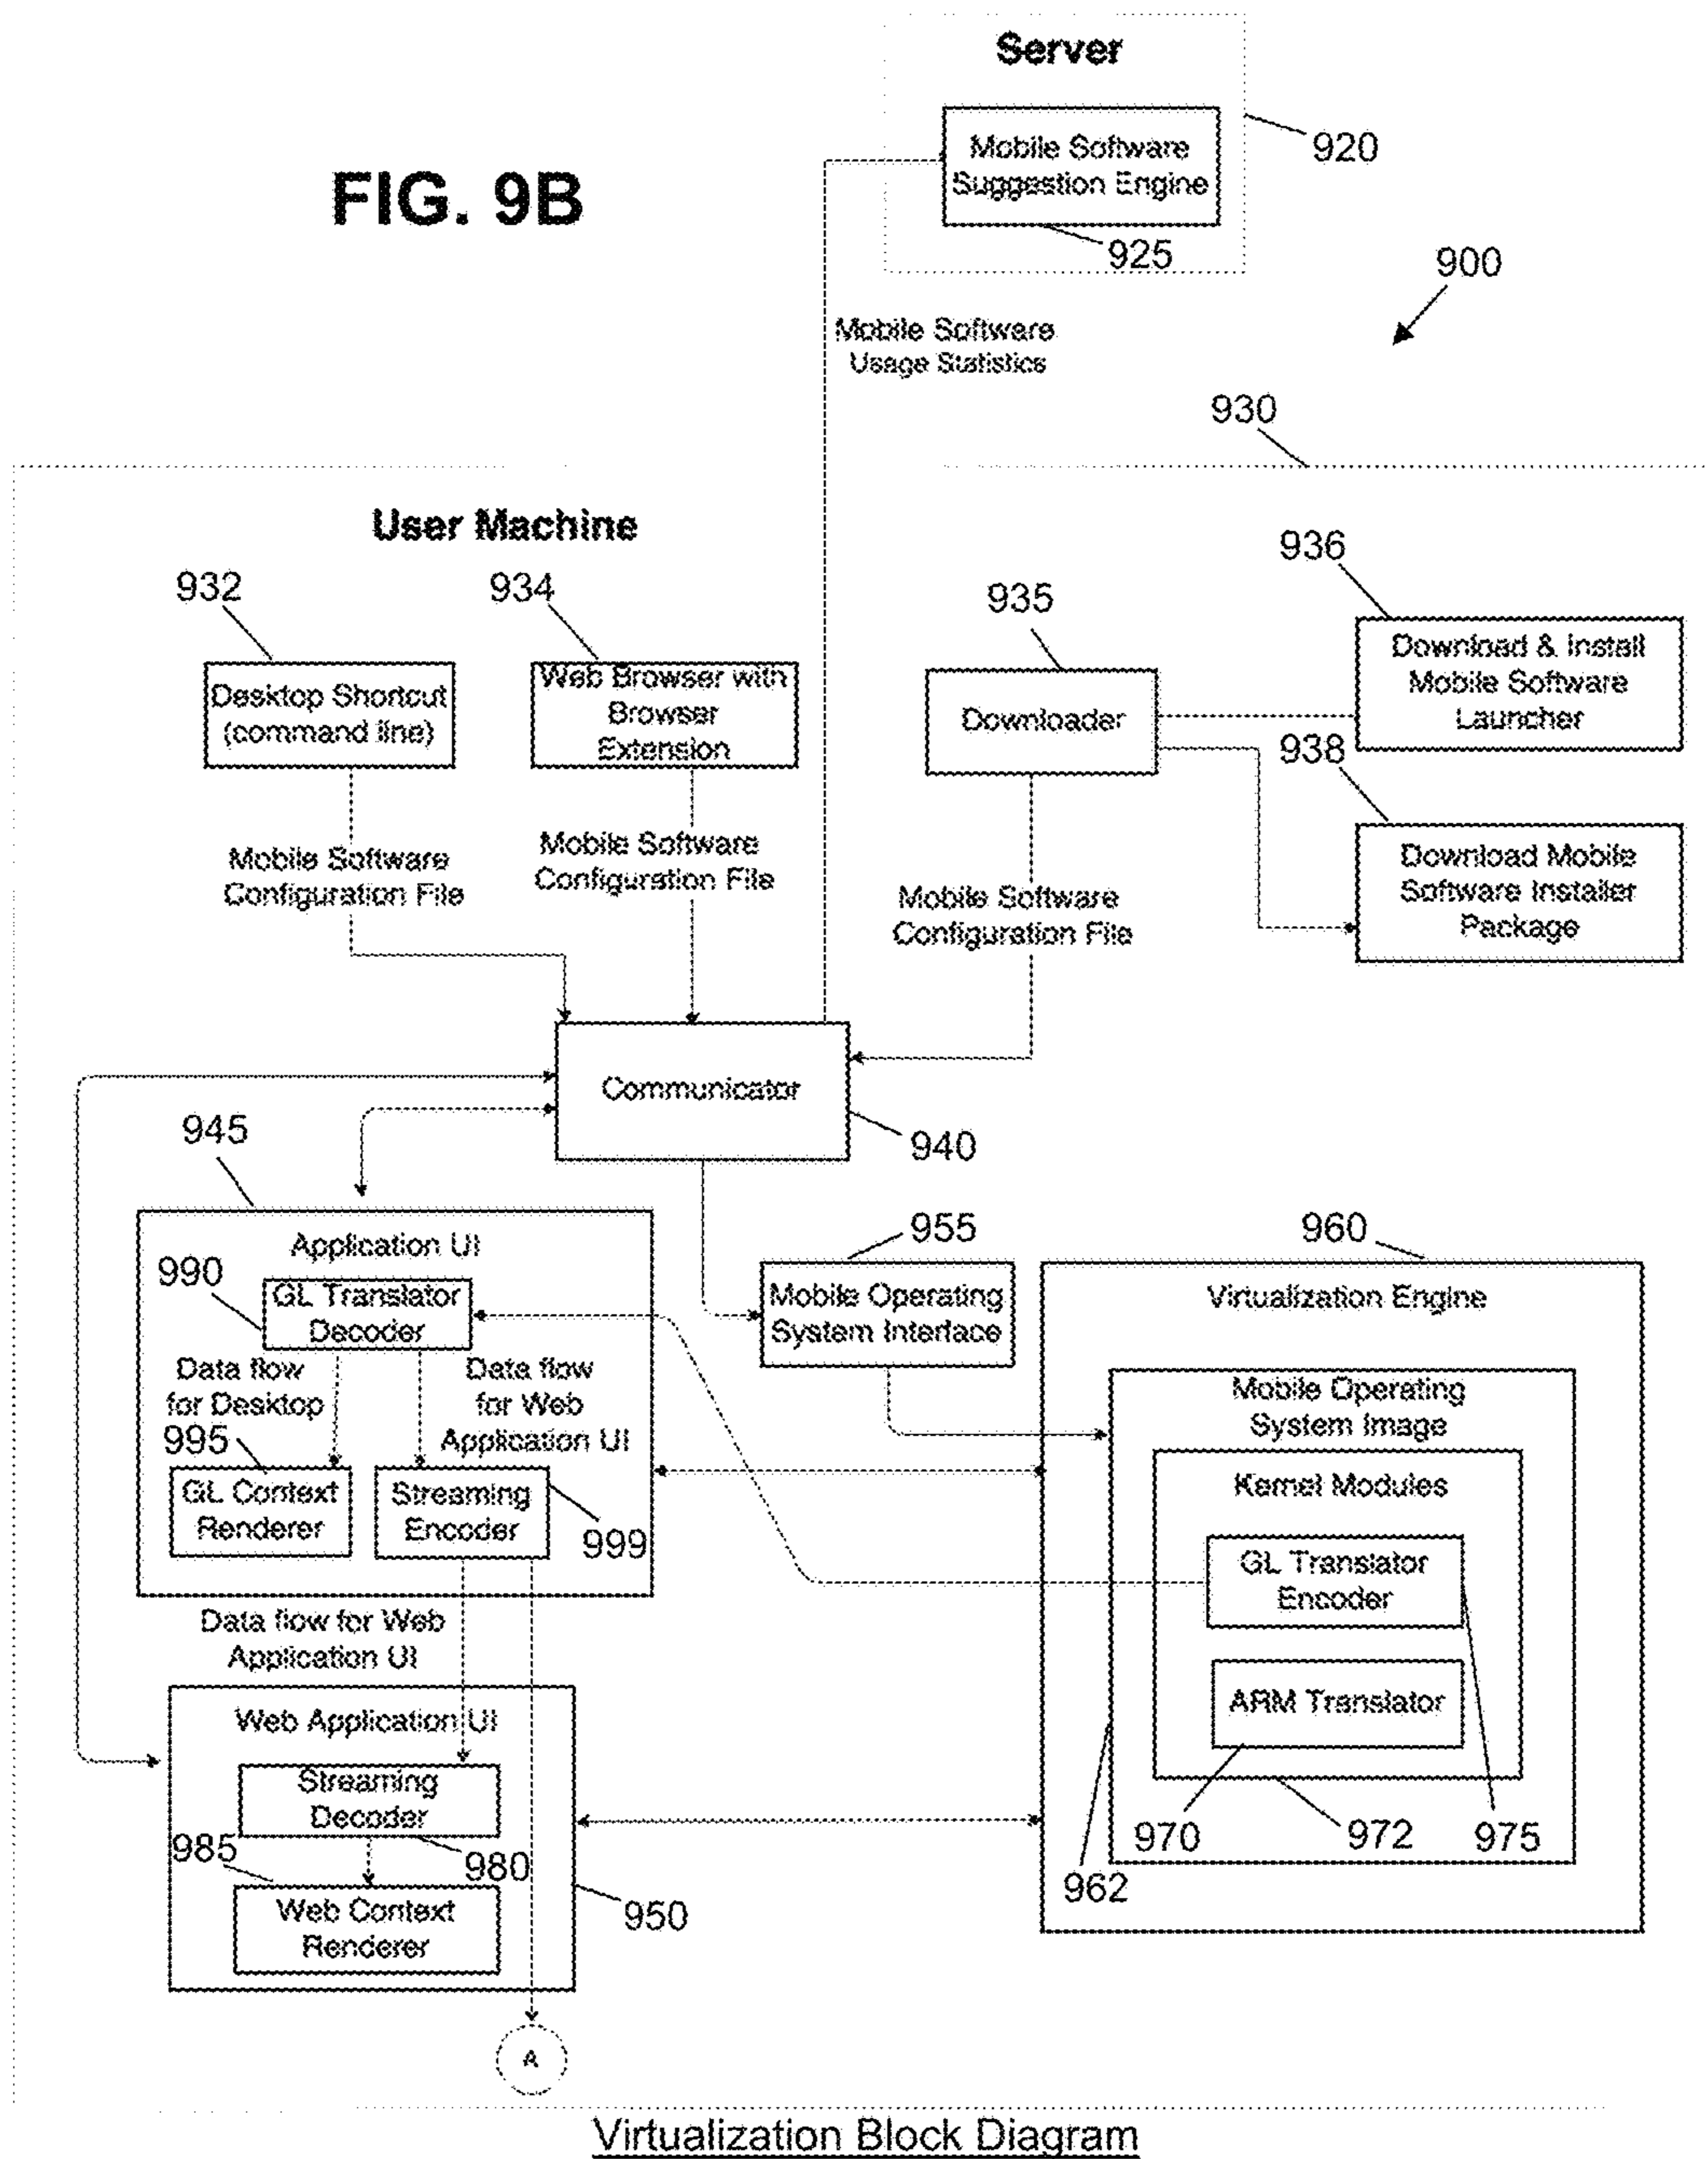 Server
Mobile Software
Suggestion Engine
920
925
FIG. 9B
900
Mobile Software
Usage Statistics
930
User Machine
932
934
935
936
Desktop Shortcut
(command line)
Web Browser with
Browser
Extension
Downloader
Download & Install
Mobile Software
Launcher
938
Mobile Software
Configuration File
Mobile Software
Configuration File
Mobile Software
Configuration File
Download Mobile
Software Installer
Package
Communicator
940
945
955
960
Application UI
990
GL Translator
Decoder
Data flow
for Desktop
Data flow
for Web
Application UI
995
GL Context
Renderer
Streaming
Encoder
999
Mobile Operating
System Interface
Virtualization Engine
Mobile Operating
System Image
Kernel Modules
GL Translator
Encoder
ARM Translator
970
972
975
962
Data flow for Web
Application UI
Web Application UI
Streaming
Decoder
985
980
Web Context
Renderer
950
A
Virtualization Block Diagram